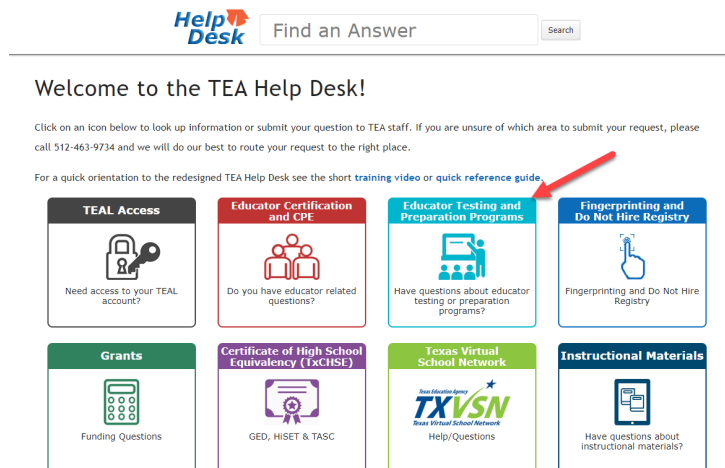 Help
Desk
Find an Answer
Search
Welcome to the TEA Help Desk!
Click on an icon below to look up information or submit your question to TEA staff. If you are unsure of which area to submit your request, please
call 512-463-9734 and we will do our best to route your request to the right place.
For a quick orientation to the redesigned TEA Help Desk see the short training video or quick reference guide.
TEAL Access
Need access to your TEAL
account?
Educator Certification
and CPE
Do you have educator related
questions?
Educator Testing and
Preparation Programs
Have questions about educator
testing or preparation
programs?
Fingerprinting and
Do Not Hire Registry
Fingerprinting and Do Not Hire
Registry
Grants
Funding Questions
Certificate of High School
Equivalency (TxCHSE)
GED, HiSET & TASC
Texas Virtual
School Network
Texas Education Agency
TXVSN
Texas Virtual School Network
Help/Questions
Instructional Materials
Have questions about
instructional materials?